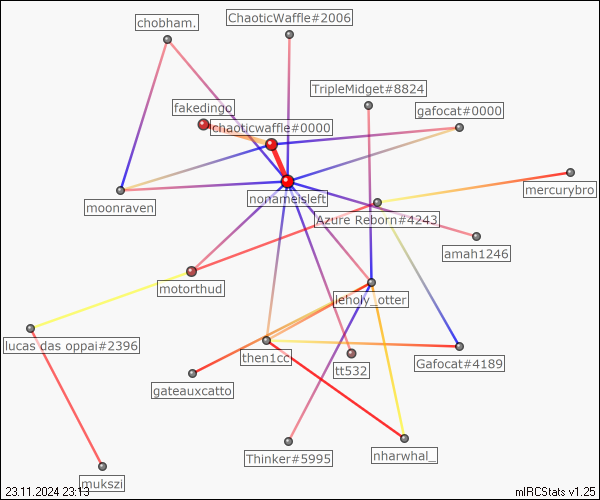 chobham.
ChaoticWaffle#2006
TripleMidget#8824
fakedingo
gafocat#0000
chaoticwaffle#0000
mercurybro
nonameisleft
moonraven
Azure Reborn#4243
amah1246
motorthud
leholy_otter
lucas das oppai#2396
then1cc
Gafocat#4189
tt532
gateauxcatto
Thinker#5995
nharwhal_
mukszi
23.11.2024 23:13
mIRCStats v1.25